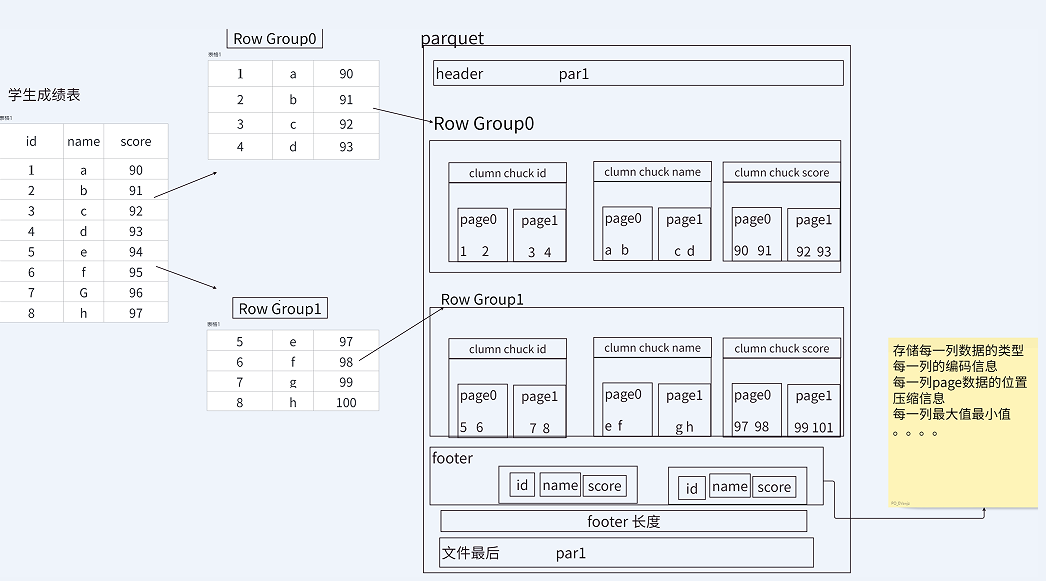 学生成绩表
表格1
id name score
1 a 90
2 b 91
3 c 92
4 d 93
5 e 94
6 f 95
7 G 96
8 h 97
Row Group0
表格1
1 a 90
2 b 91
3 c 92
4 d 93
Row Group1
表格1
5 e 97
6 f 98
7 g 99
8 h 100
parquet
header par1
Row Group0
clumn chuck id clumn chuck name clumn chuck score
page0 page1 page0 page1 page0 page1
1 2 3 4 a b c d 90 91 92 93
Row Group1
clumn chuck id clumn chuck name clumn chuck score
page0 page1 page0 page1 page0 page1
5 6 7 8 e f g h 97 98 99 101
footer
id name score id name score
footer 长度
文件最后 par1
存储每一列数据的类型
每一列的编码信息
每一列page数据的位置
压缩信息
每一列最大值最小值
。。。。